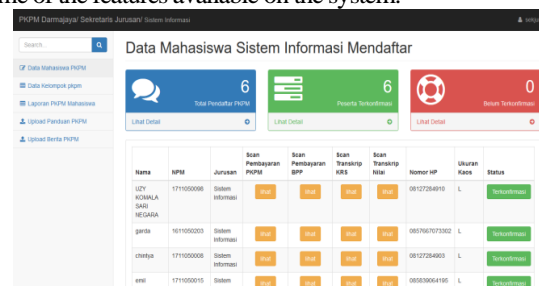 me of the features available on the system.
PKPM Darmajaya/ Sekretaris Jurusan/ Sistem Informasi
Search...
Data Mahasiswa Sistem Informasi Mendaftar
Data Mahasiswa PKPM
Data Kelompok pkpm
Laporan PKPM Mahasiswa
Upload Panduan PKPM
Upload Berita PKPM
6
Total Pendaftar PKPM
Lihat Detail
6
Peserta Terkonfirmasi
Lihat Detail
0
Belum Terkonfirmasi
Lihat Detail
Nama NPM Jurusan Scan Pembayaran PKPM Scan Pembayaran BPP Scan Transkrip KRS Scan Transkrip Nilai Nomor HP Ukuran Kaos Status
UZY KOMALA SARI NEGARA 1711050098 Sistem Informasi lihat lihat lihat lihat 08127284910 L Terkonfirmasi
garda 1611050203 Sistem Informasi lihat lihat lihat lihat 0857667073302 L Terkonfirmasi
chintya 1711050008 Sistem Informasi lihat lihat lihat lihat 08127284903 L Terkonfirmasi
emil 1711050015 Sistem lihat lihat lihat lihat 085839064195 L Terkonfirmasi